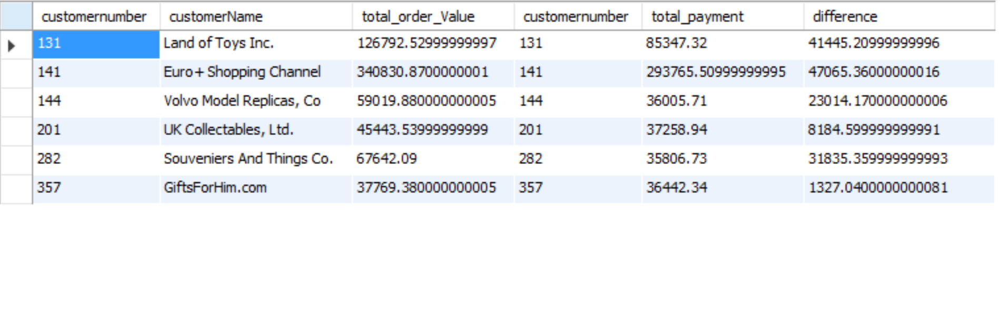 customernumber customerName total_order_Value customernumber total_payment difference
131 Land of Toys Inc. 126792.52999999997 131 85347.32 41445.20999999996
141 Euro+ Shopping Channel 340830.8700000001 141 293765.50999999995 47065.36000000016
144 Volvo Model Replicas, Co 59019.880000000005 144 36005.71 23014.170000000006
201 UK Collectables, Ltd. 45443.53999999999 201 37258.94 8184.599999999991
282 Souveniers And Things Co. 67642.09 282 35806.73 31835.359999999993
357 GiftsForHim.com 37769.380000000005 357 36442.34 1327.0400000000081